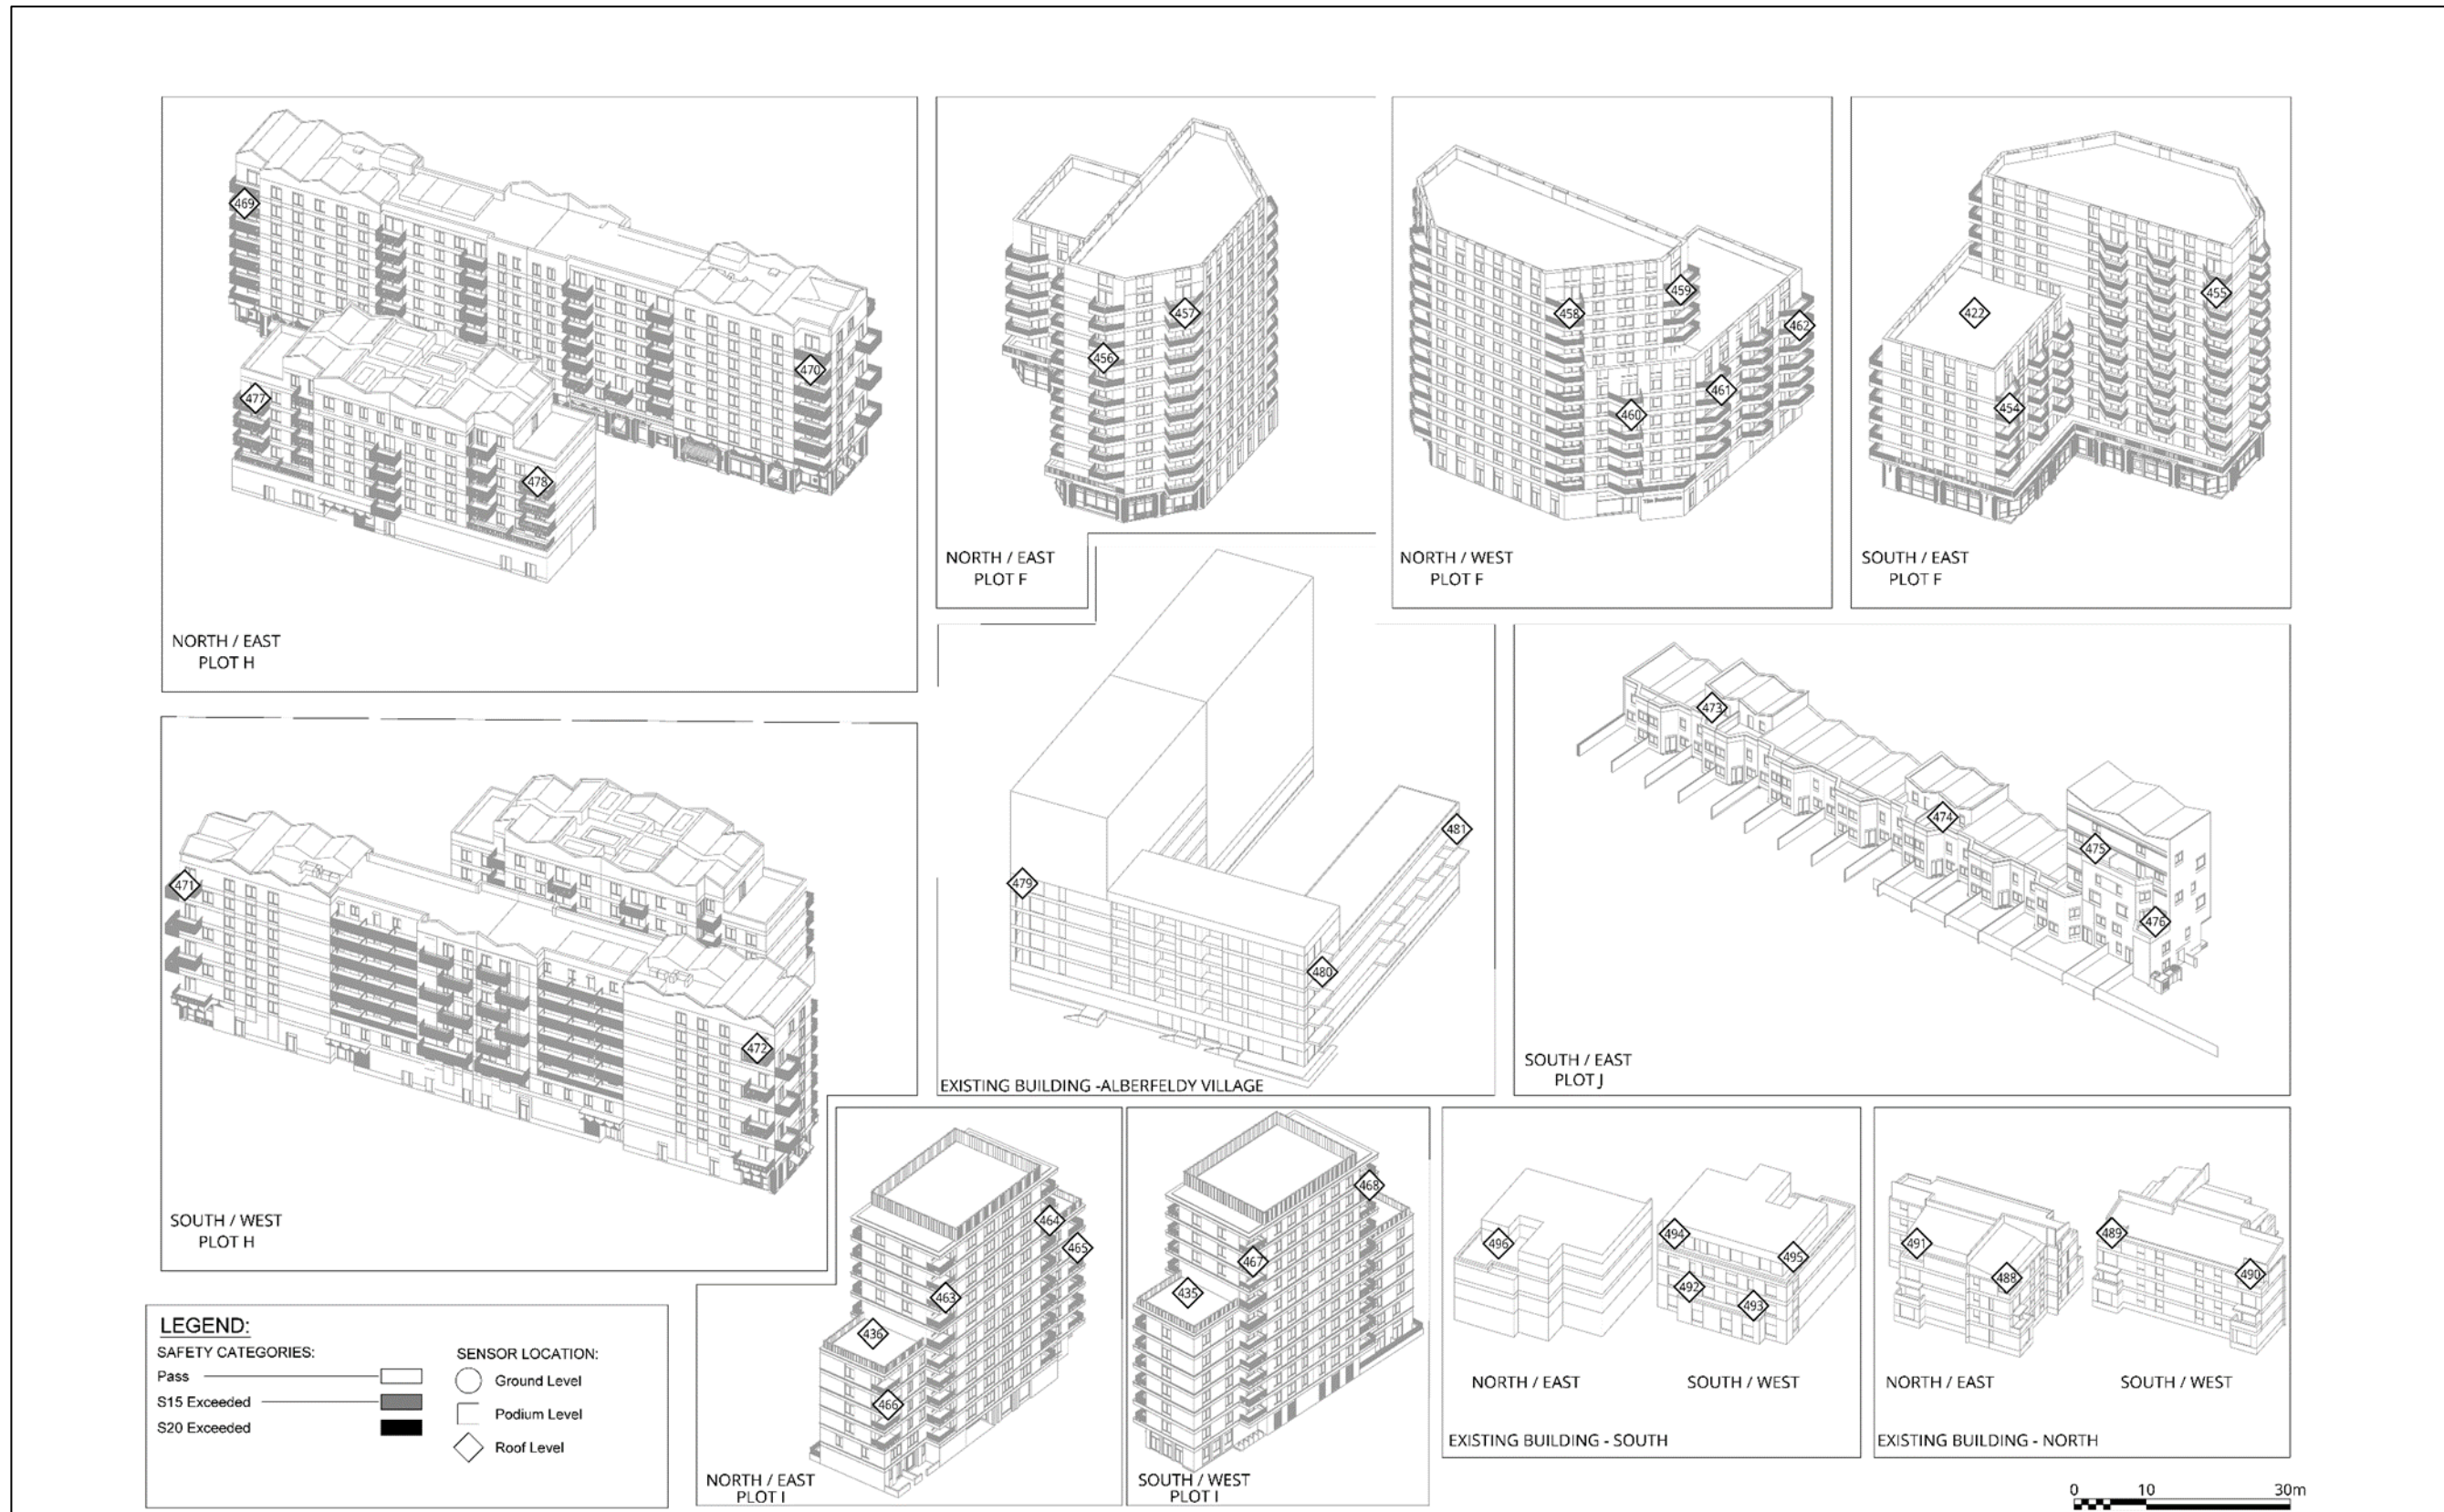 469
470
477
478
NORTH / EAST
PLOT H
457
456
NORTH / EAST
PLOT F
459
458
462
461
460
NORTH / WEST
PLOT F
455
422
454
SOUTH / EAST
PLOT F
471
472
SOUTH / WEST
PLOT H
481
479
480
EXISTING BUILDING -ALBERFELDY VILLAGE
473
474
475
476
SOUTH / EAST
PLOT J
464
465
463
436
466
NORTH / EAST
PLOT I
468
467
435
SOUTH / WEST
PLOT I
496
494
495
492
493
NORTH / EAST
SOUTH / WEST
EXISTING BUILDING - SOUTH
491
488
489
490
NORTH / EAST
SOUTH / WEST
EXISTING BUILDING - NORTH
LEGEND:
SAFETY CATEGORIES:
Pass
S15 Exceeded
S20 Exceeded
SENSOR LOCATION:
Ground Level
Podium Level
Roof Level
0 10 30m